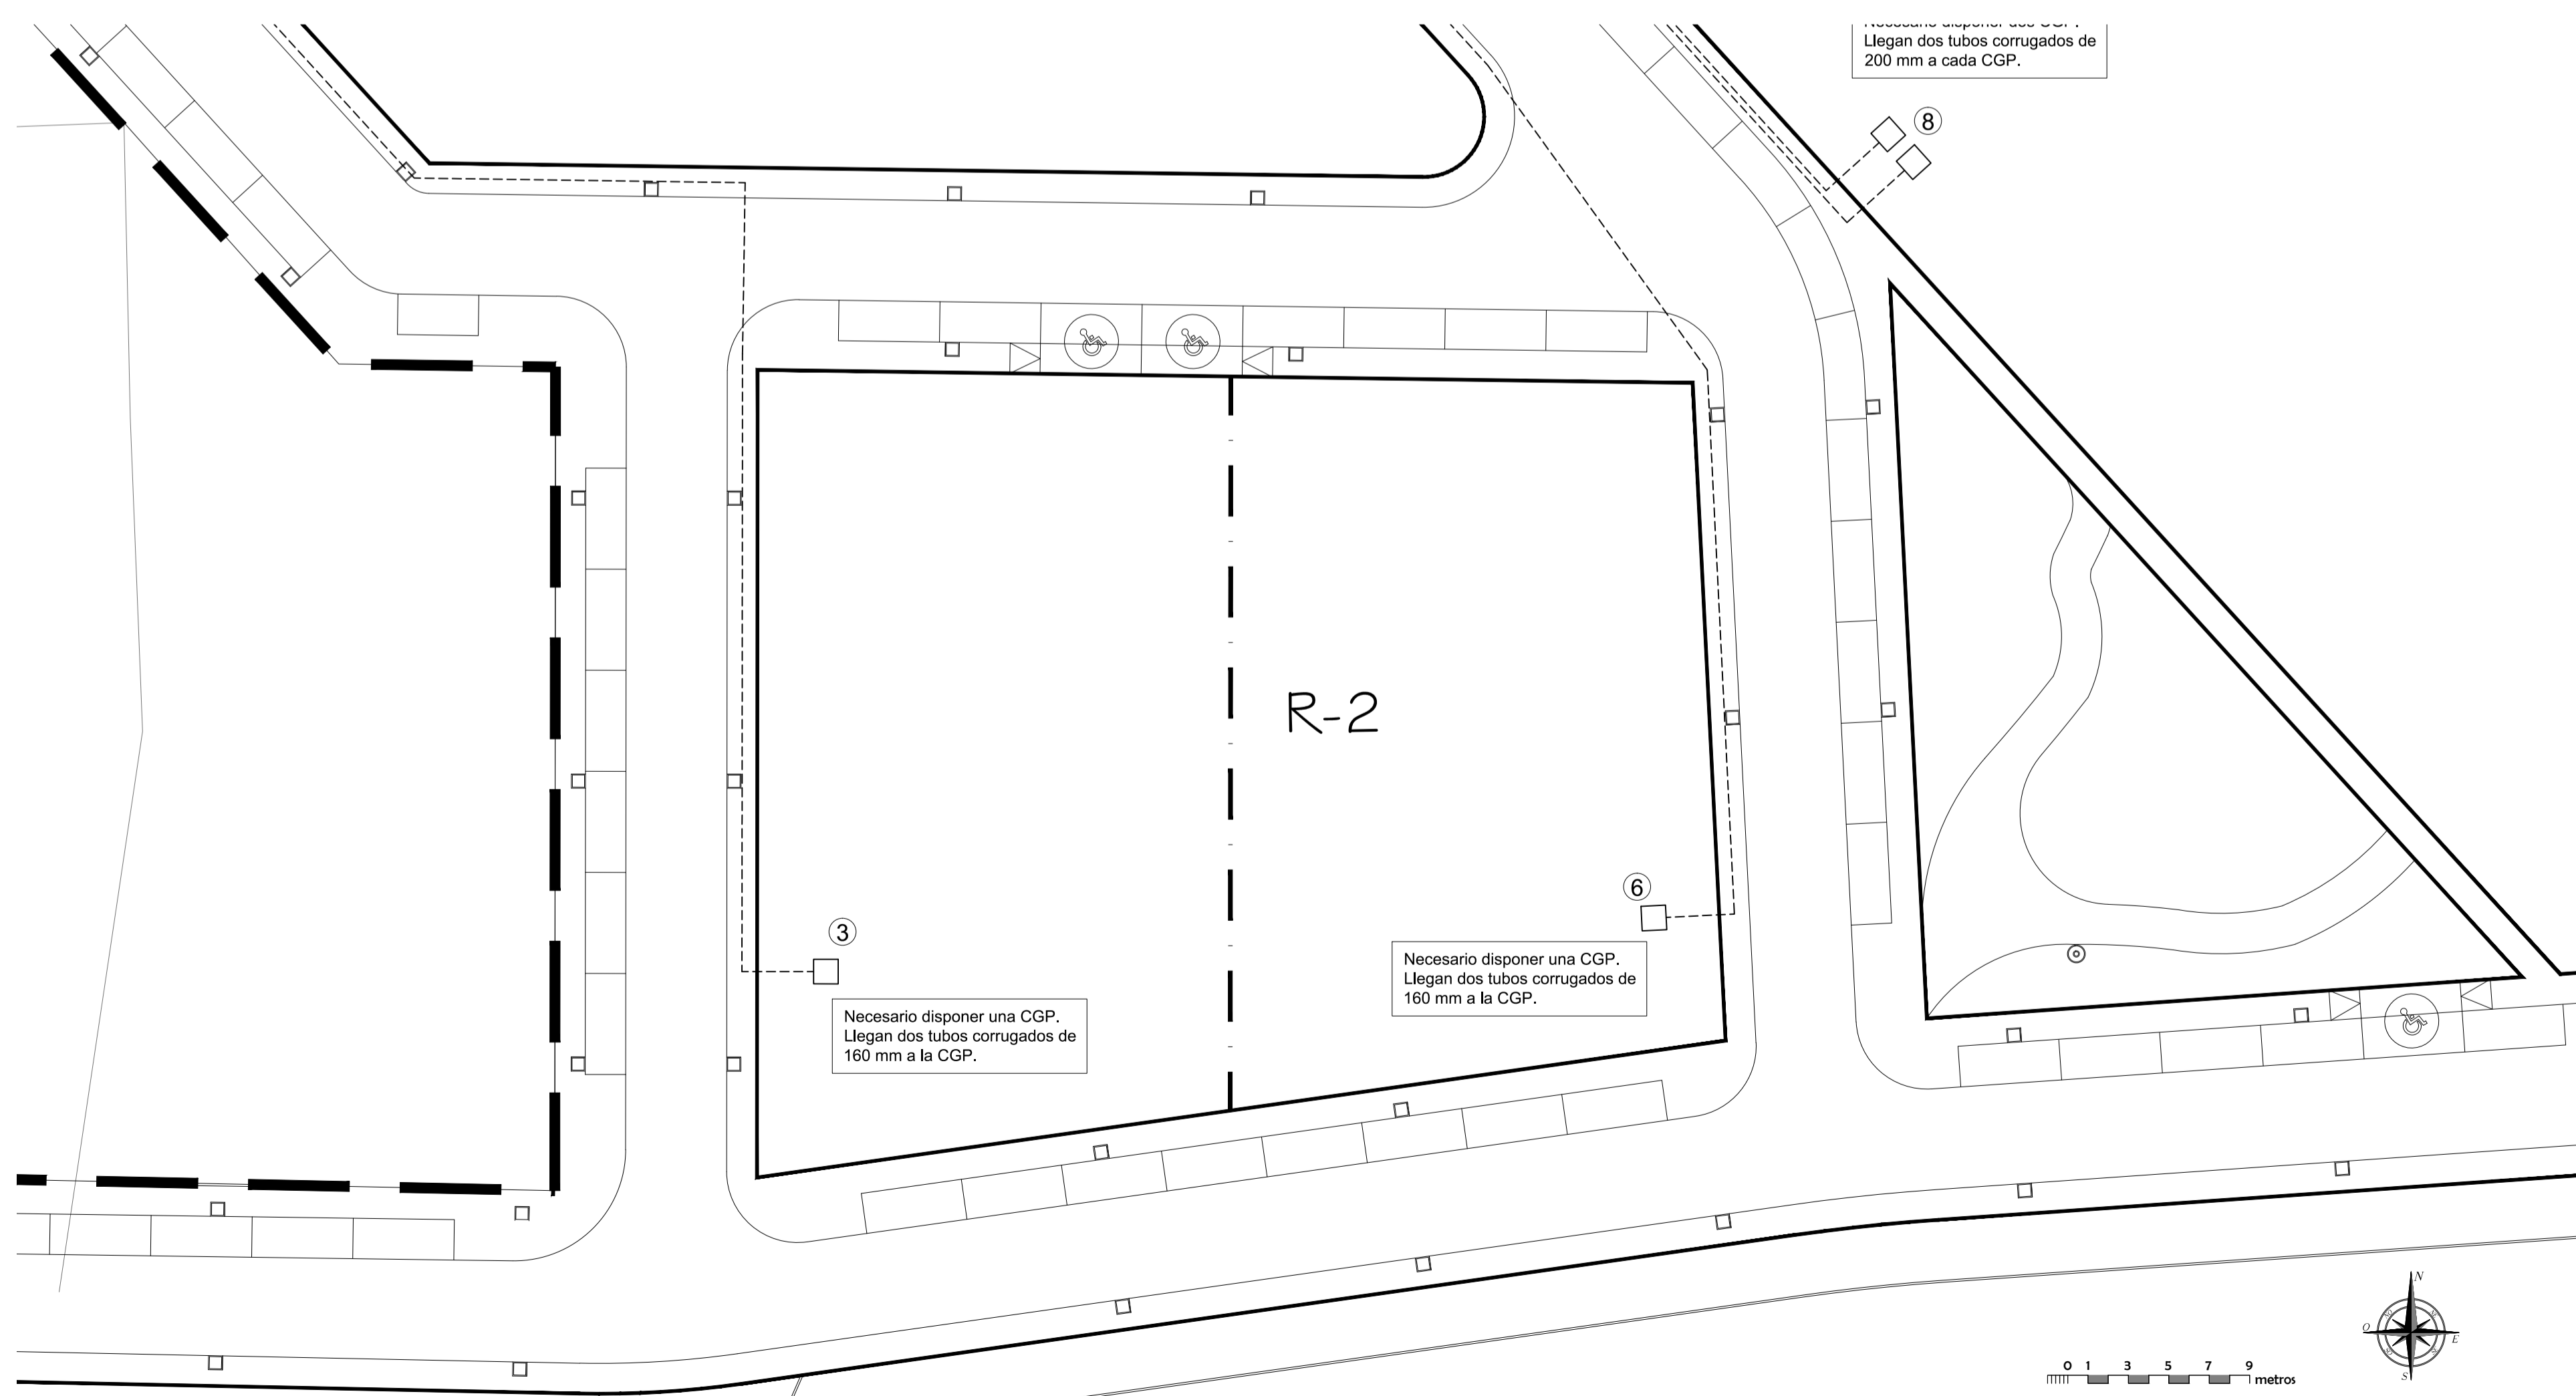 Llegan dos tubos corrugados de
200 mm a cada CGP.
8
R-2
6
3
Necesario disponer una CGP.
Llegan dos tubos corrugados de
160 mm a la CGP.
Necesario disponer una CGP.
Llegan dos tubos corrugados de
160 mm a la CGP.
N
O
E
S
0 1 3 5 7 9
metros